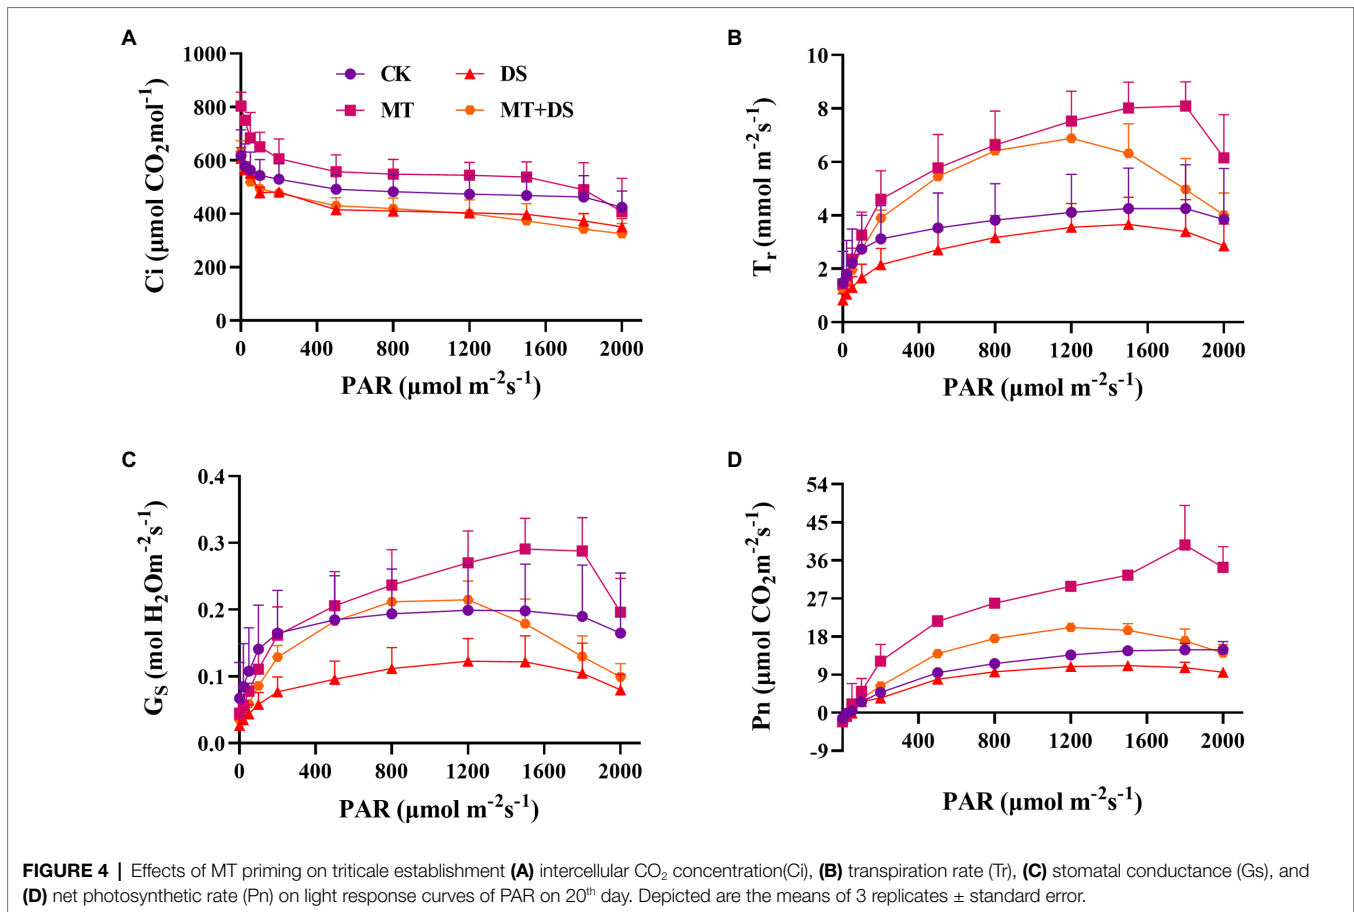 A
1000
800
600
400
200
0
Ci (µmol CO₂mol⁻¹)
CK
DS
MT
MT+DS
0 400 800 1200 1600 2000
PAR (µmol m⁻²s⁻¹)
B
10
8
6
4
2
0
Tᵣ (mmol m⁻²s⁻¹)
0 400 800 1200 1600 2000
PAR (µmol m⁻²s⁻¹)
C
0.4
0.3
0.2
0.1
0.0
Gs (mol H₂Om⁻²s⁻¹)
0 400 800 1200 1600 2000
PAR (µmol m⁻²s⁻¹)
D
54
45
36
27
18
9
0
-9
Pn (µmol CO₂m⁻²s⁻¹)
400 800 1200 1600 2000
PAR (µmol m⁻²s⁻¹)
FIGURE 4 | Effects of MT priming on triticale establishment (A) intercellular CO₂ concentration(Ci), (B) transpiration rate (Tr), (C) stomatal conductance (Gs), and
(D) net photosynthetic rate (Pn) on light response curves of PAR on 20ᵗʰ day. Depicted are the means of 3 replicates ± standard error.